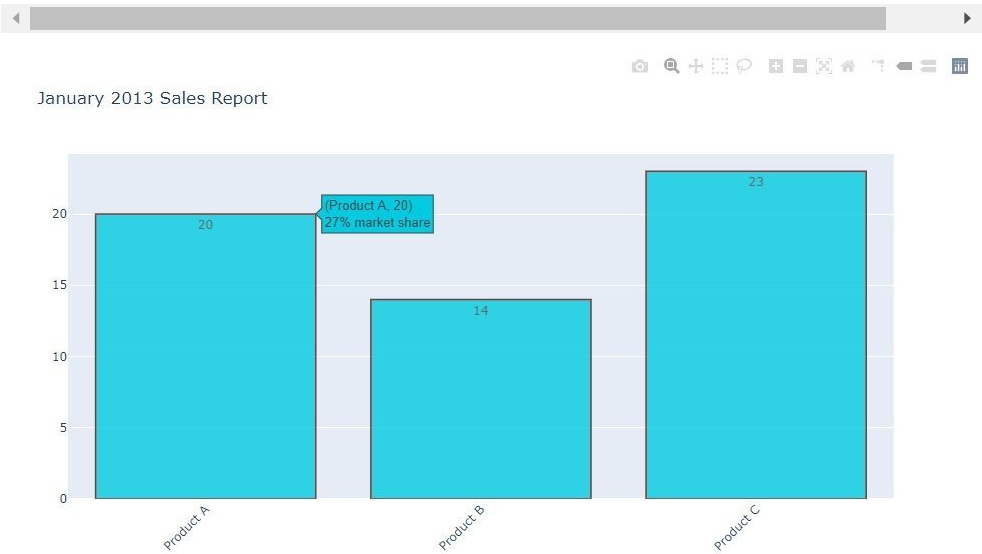 January 2013 Sales Report
20
15
10
5
0
20
(Product A, 20)
27% market share
14
23
Product A
Product B
Product C